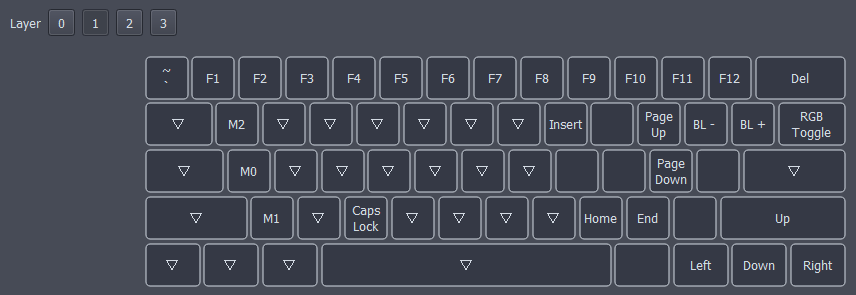 Layer 0 1 2 3
~
` F1 F2 F3 F4 F5 F6 F7 F8 F9 F10 F11 F12 Del
▽ M2 ▽ ▽ ▽ ▽ ▽ ▽ Insert Page
Up BL - BL + RGB
Toggle
▽ M0 ▽ ▽ ▽ ▽ ▽ ▽ Page
Down ▽
▽ M1 ▽ Caps
Lock ▽ ▽ ▽ ▽ Home End Up
▽ ▽ ▽ ▽ Left Down Right